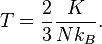 T = \frac{2}{3} \frac{K}{N k_B}.